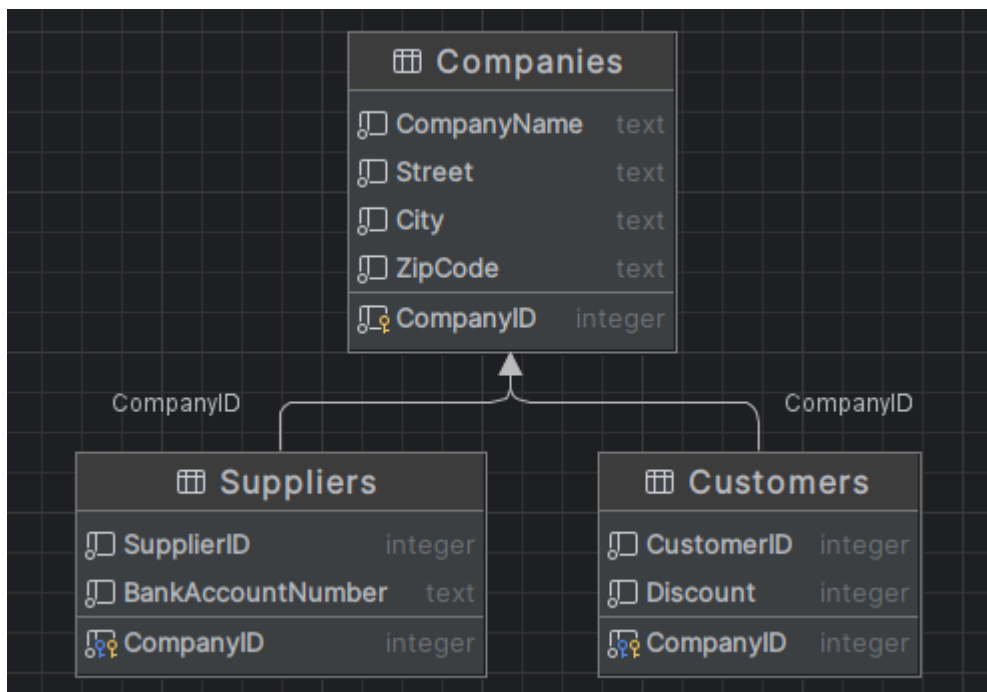 Companies
CompanyName text
Street text
City text
ZipCode text
CompanyID integer
CompanyID
CompanyID
Suppliers
SupplierID integer
BankAccountNumber text
CompanyID integer
Customers
CustomerID integer
Discount integer
CompanyID integer